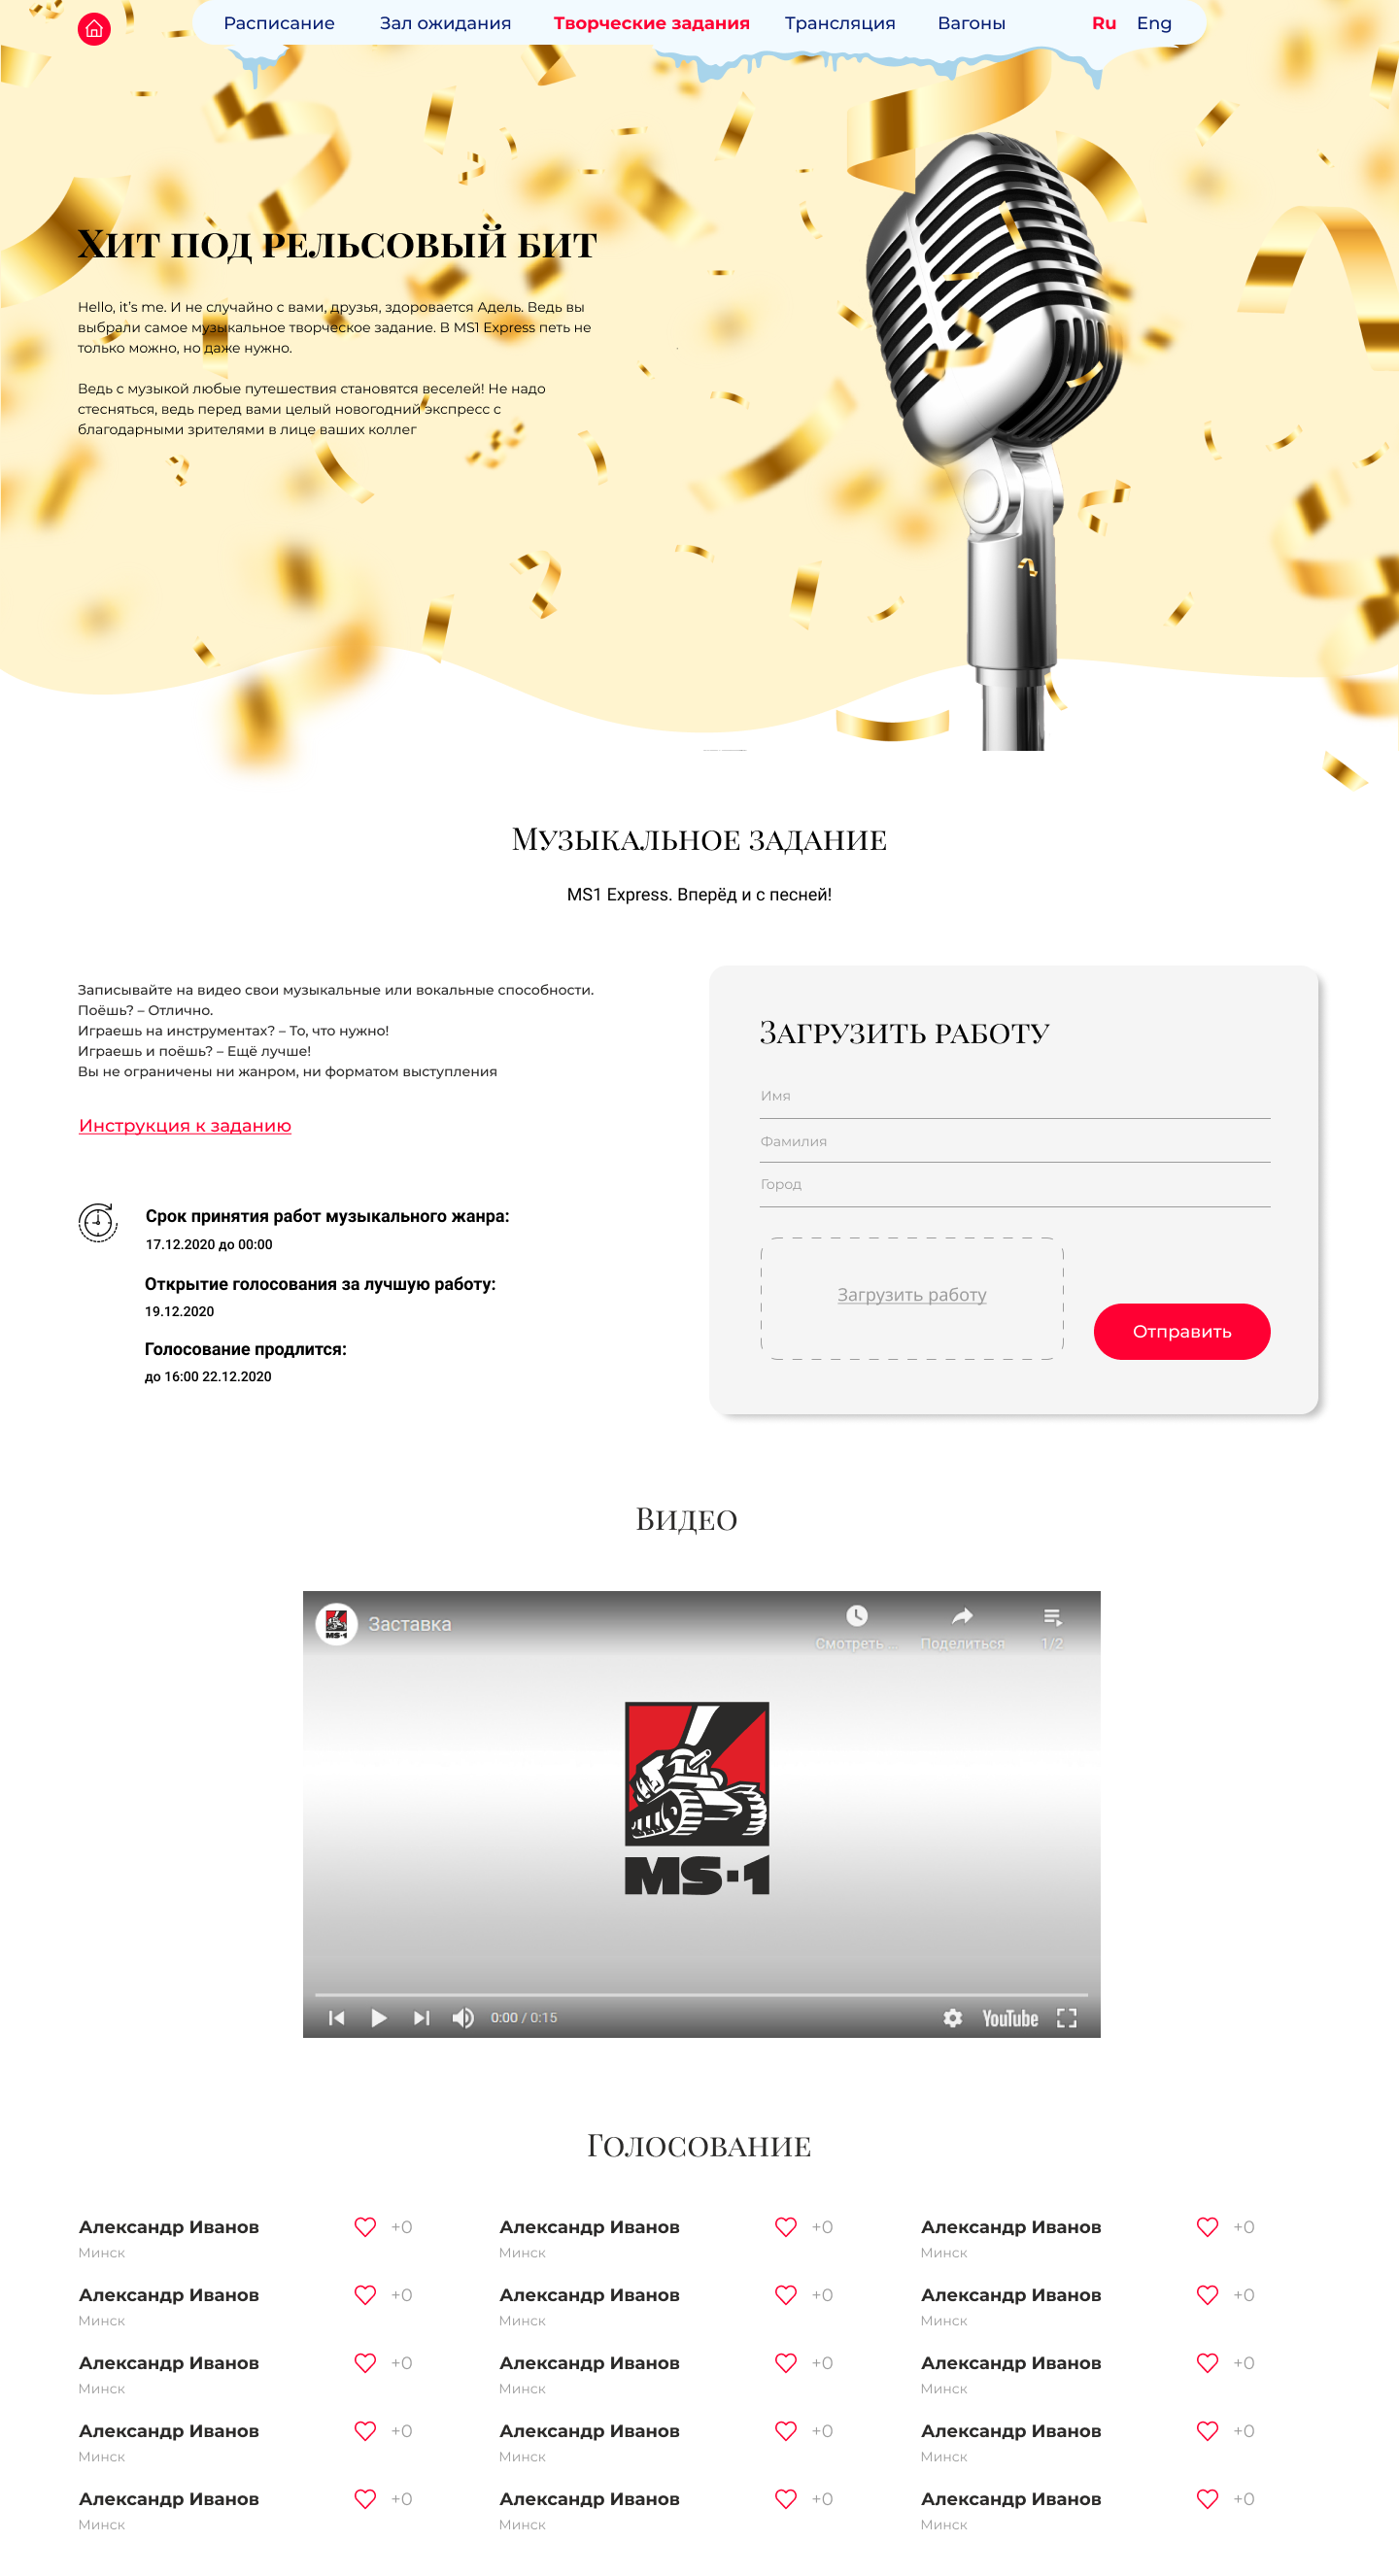 Расписание Зал ожидания Творческие задания Трансляция Вагоны Ru Eng
Хит под рельсовый бит
Hello, it’s me. И не случайно с вами, друзья, здоровается Адель. Ведь вы
выбрали самое музыкальное творческое задание. В MS1 Express петь не
только можно, но даже нужно.
Ведь с музыкой любые путешествия становятся веселей! Не надо
стесняться, ведь перед вами целый новогодний экспресс с
благодарными зрителями в лице ваших коллег
Музыкальное задание
MS1 Express. Вперёд и с песней!
Записывайте на видео свои музыкальные или вокальные способности.
Поёшь? – Отлично.
Играешь на инструментах? – То, что нужно!
Играешь и поёшь? – Ещё лучше!
Вы не ограничены ни жанром, ни форматом выступления
Инструкция к заданию
Срок принятия работ музыкального жанра:
17.12.2020 до 00:00
Открытие голосования за лучшую работу:
19.12.2020
Голосование продлится:
до 16:00 22.12.2020
Загрузить работу
Имя
Фамилия
Город
Загрузить работу
Отправить
Видео
MS-1
Заставка
Смотреть ...
Поделиться
1/2
MS-1
0:00 / 0:15
YouTube
Голосование
Александр Иванов +0 Александр Иванов +0 Александр Иванов +0
Минск Минск Минск
Александр Иванов +0 Александр Иванов +0 Александр Иванов +0
Минск Минск Минск
Александр Иванов +0 Александр Иванов +0 Александр Иванов +0
Минск Минск Минск
Александр Иванов +0 Александр Иванов +0 Александр Иванов +0
Минск Минск Минск
Александр Иванов +0 Александр Иванов +0 Александр Иванов +0
Минск Минск Минск